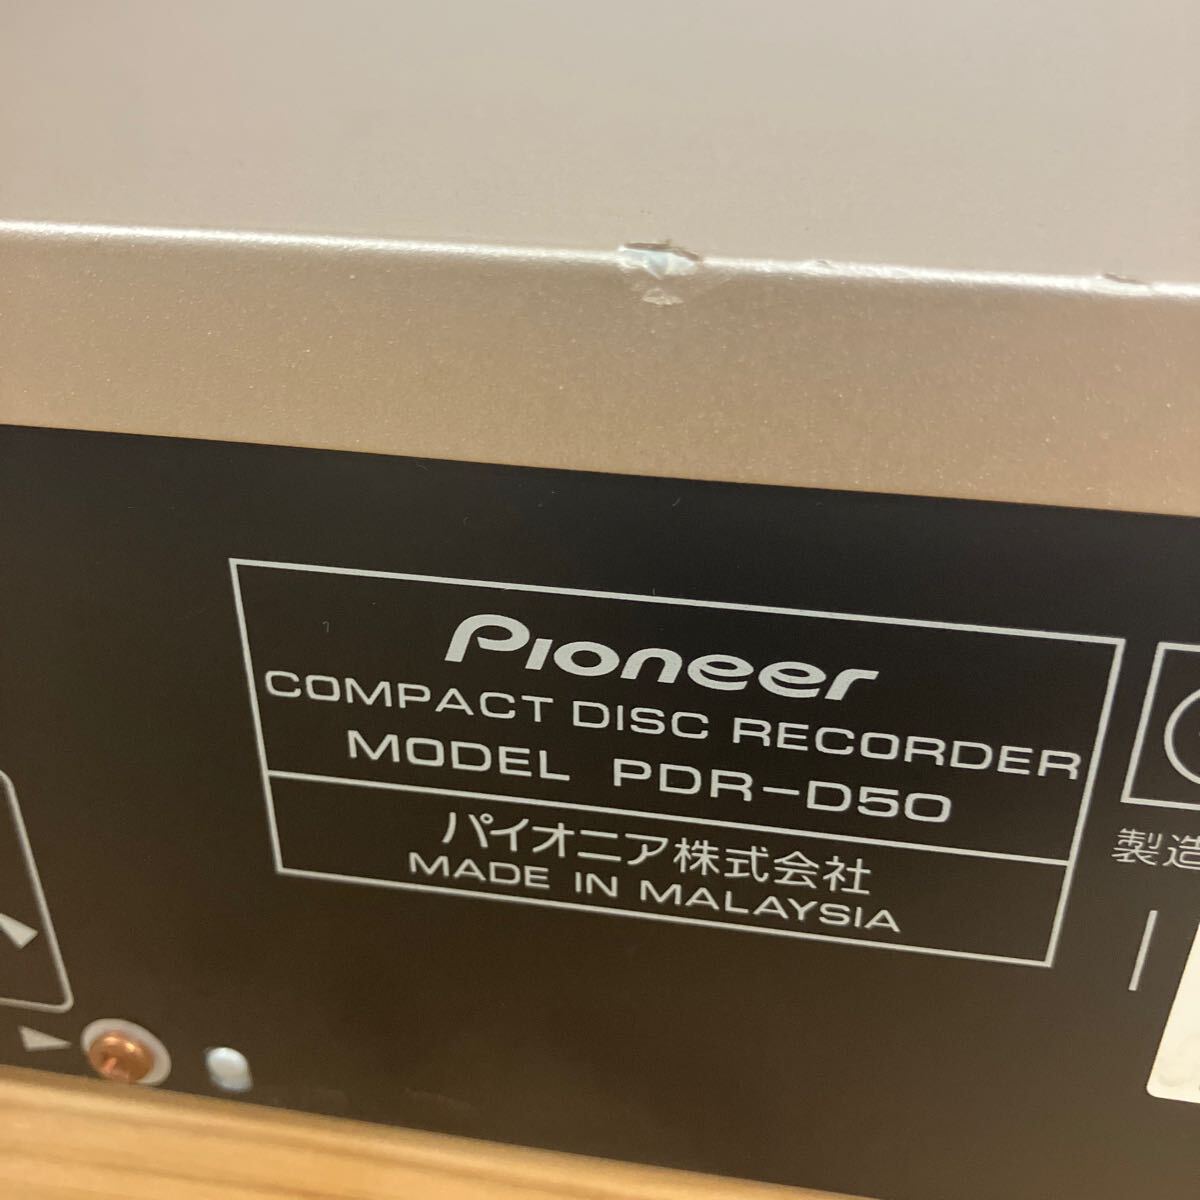 Pioneer
COMPACT DISC RECORDER
MODEL PDR-D50
パイオニア株式会社
MADE IN MALAYSIA
製造